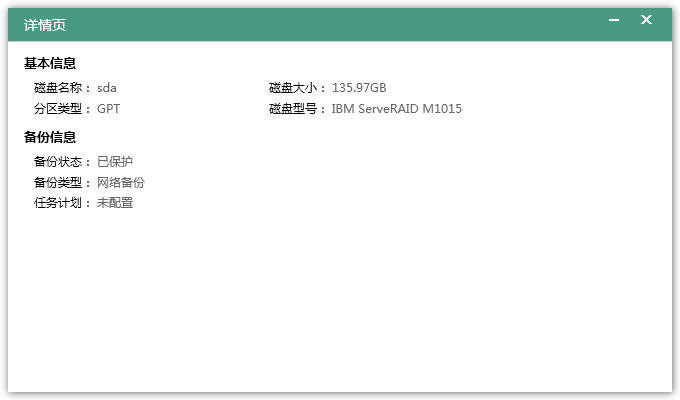 详情页
基本信息
磁盘名称： sda 磁盘大小： 135.97GB
分区类型： GPT 磁盘型号： IBM ServeRAID M1015
备份信息
备份状态： 已保护
备份类型： 网络备份
任务计划： 未配置